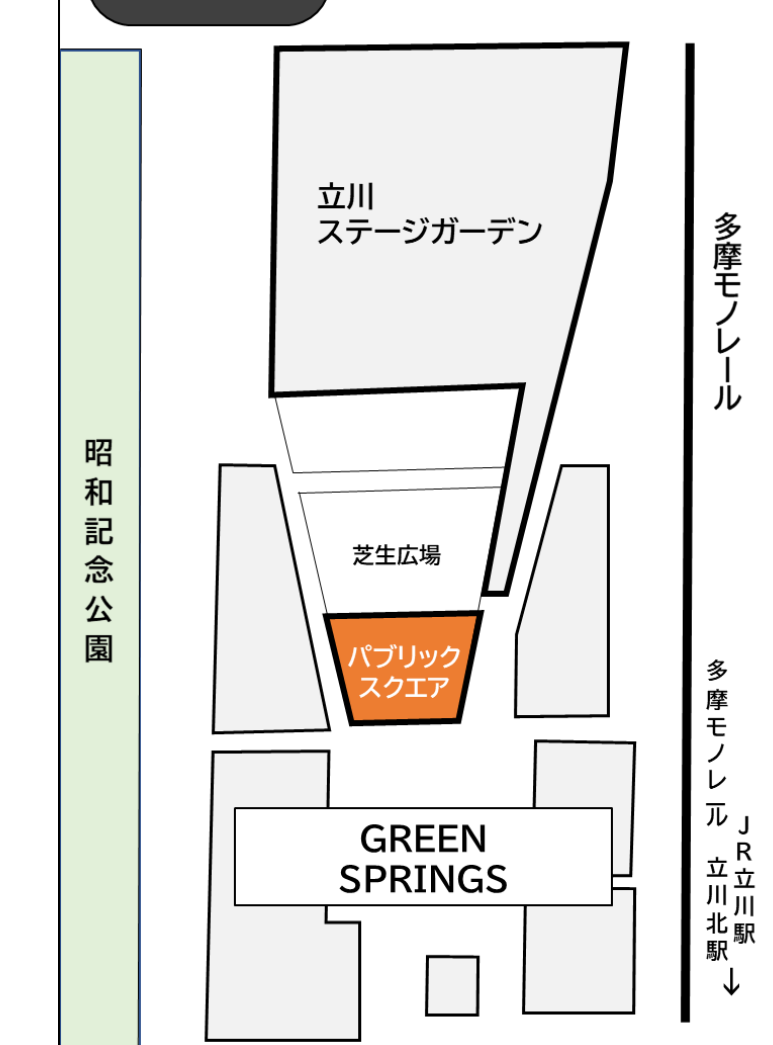 立川
ステージガーデン
多摩モノレール
昭和記念公園
芝生広場
パブリック
スクエア
GREEN
SPRINGS
多摩モノレール 立川北駅
JR立川駅
↓